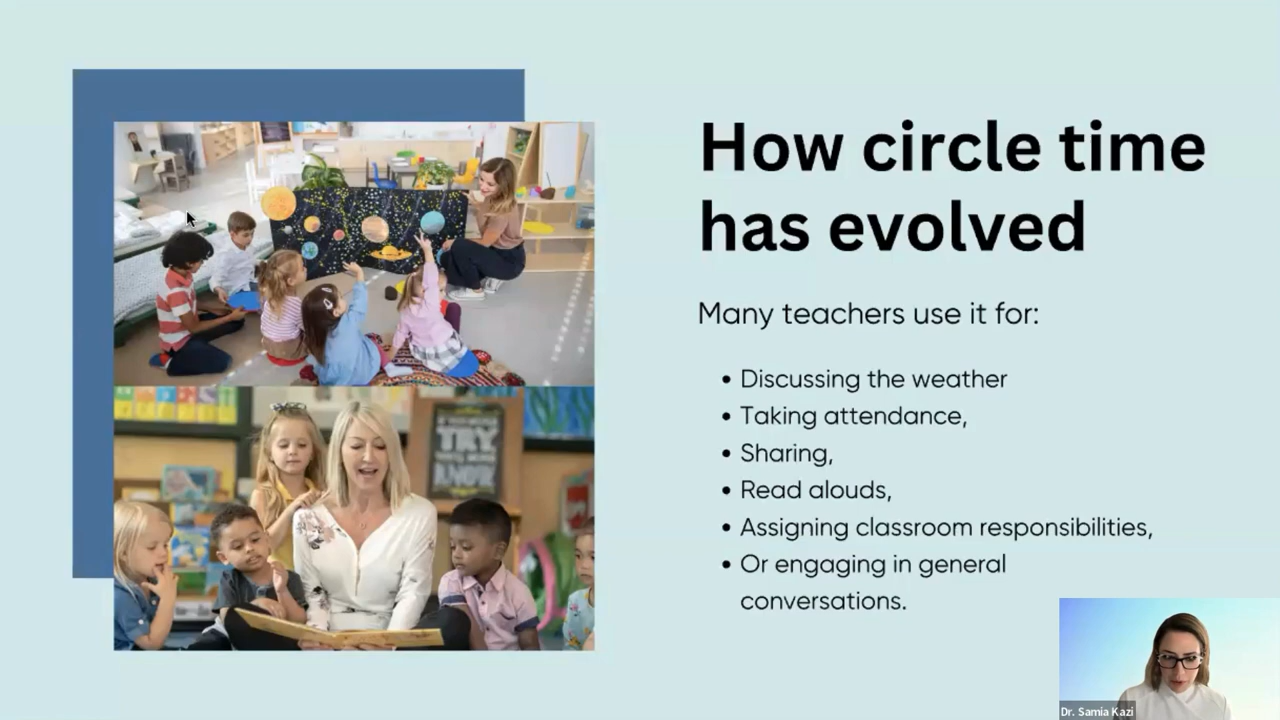 How circle time
has evolved
Many teachers use it for:
• Discussing the weather
• Taking attendance,
• Sharing,
• Read alouds,
• Assigning classroom responsibilities,
• Or engaging in general
conversations.
TRY
KNOW
Dr. Samia Kazi